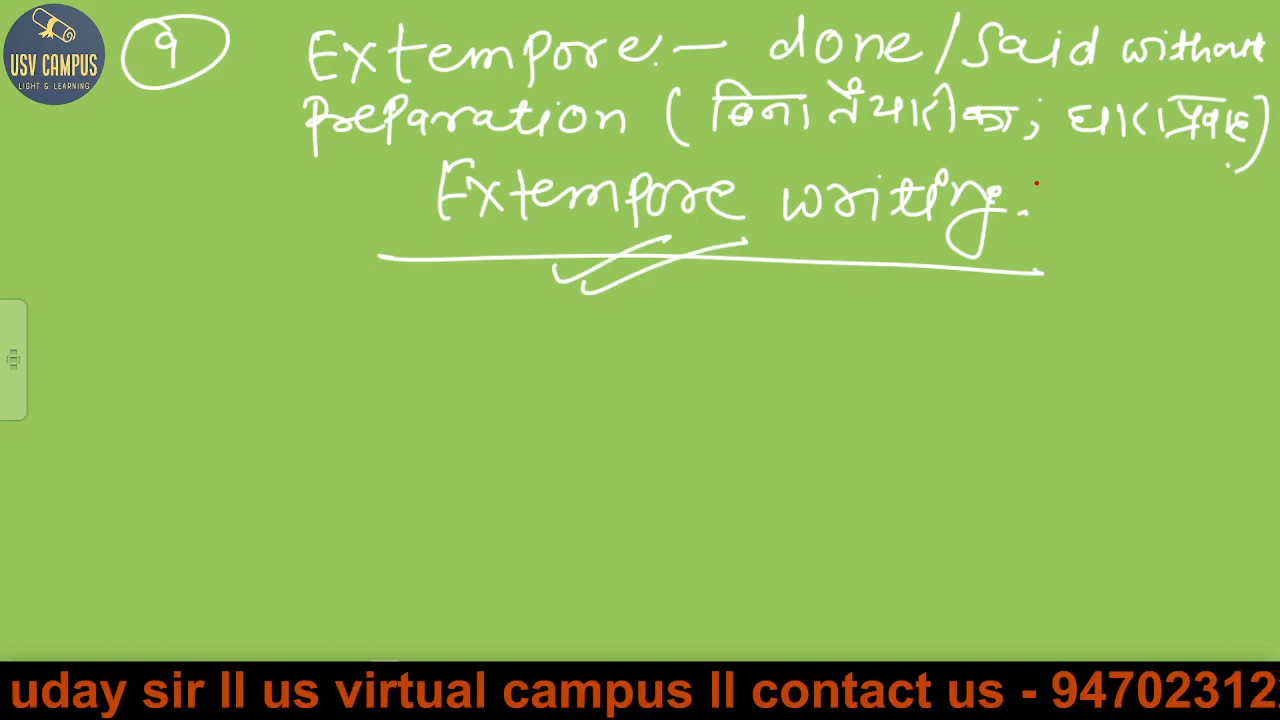 USV CAMPUS
LIGHT & LEARNING
9
Extempore - done/said without
preparation (बिना तैयारी का; धाराप्रवाह)
Extempore writing.
uday sir ll us virtual campus ll contact us - 94702312